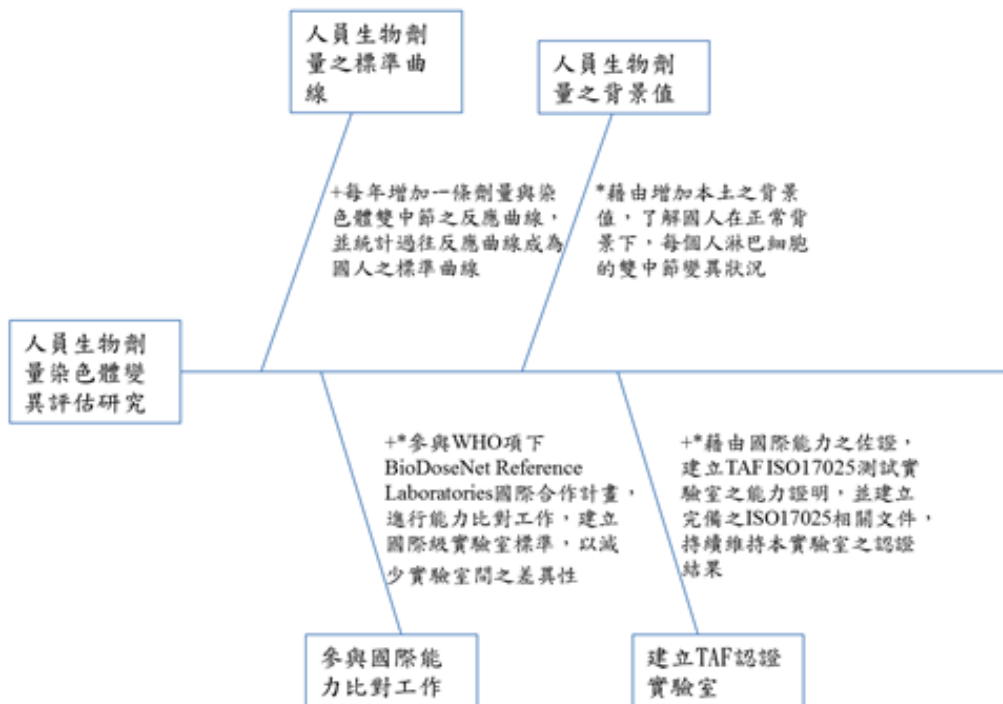 人員生物劑
量之標準曲
線
人員生物劑
量之背景值
+每年增加一條劑量與染
色體雙中節之反應曲線，
並統計過往反應曲線成為
國人之標準曲線
*藉由增加本土之背景
值，了解國人在正常背
景下，每個人淋巴細胞
的雙中節變異狀況
人員生物劑
量染色體變
異評估研究
+*參與WHO項下
BioDoseNet Reference
Laboratories國際合作計畫，
進行能力比對工作，建立
國際級實驗室標準，以減
少實驗室間之差異性
+*藉由國際能力之佐證，
建立TAF ISO17025測試實
驗室之能力證明，並建立
完備之ISO17025相關文件，
持續維持本實驗室之認證
結果
參與國際能
力比對工作
建立TAF認證
實驗室